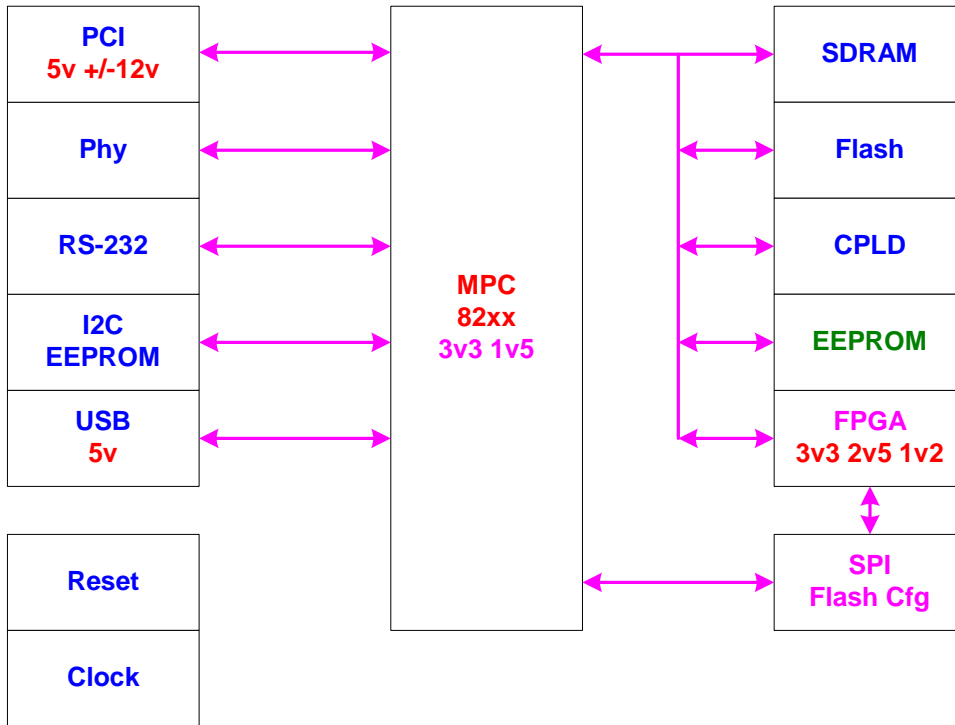 PCI
5v +/-12v
Phy
RS-232
I2C
EEPROM
USB
5v
Reset
Clock
MPC
82xx
3v3 1v5
SDRAM
Flash
CPLD
EEPROM
FPGA
3v3 2v5 1v2
SPI
Flash Cfg